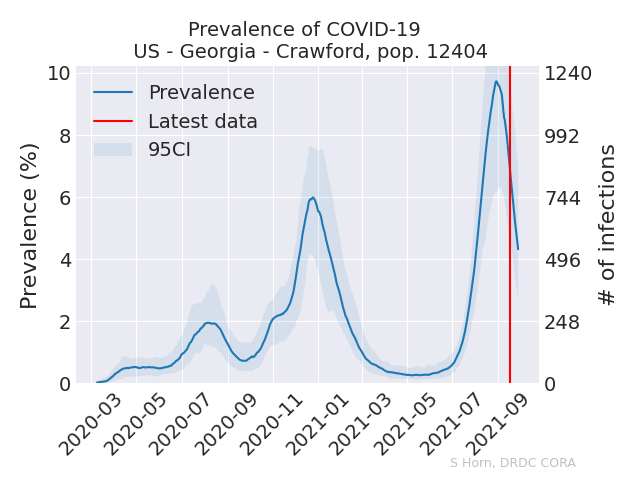 Prevalence of COVID-19
US - Georgia - Crawford, pop. 12404
Prevalence
Latest data
95CI
Prevalence (%)
10
8
6
4
2
0
1240
992
744
496
248
0
# of infections
2020-03
2020-05
2020-07
2020-09
2020-11
2021-01
2021-03
2021-05
2021-07
2021-09
S Horn, DRDC CORA